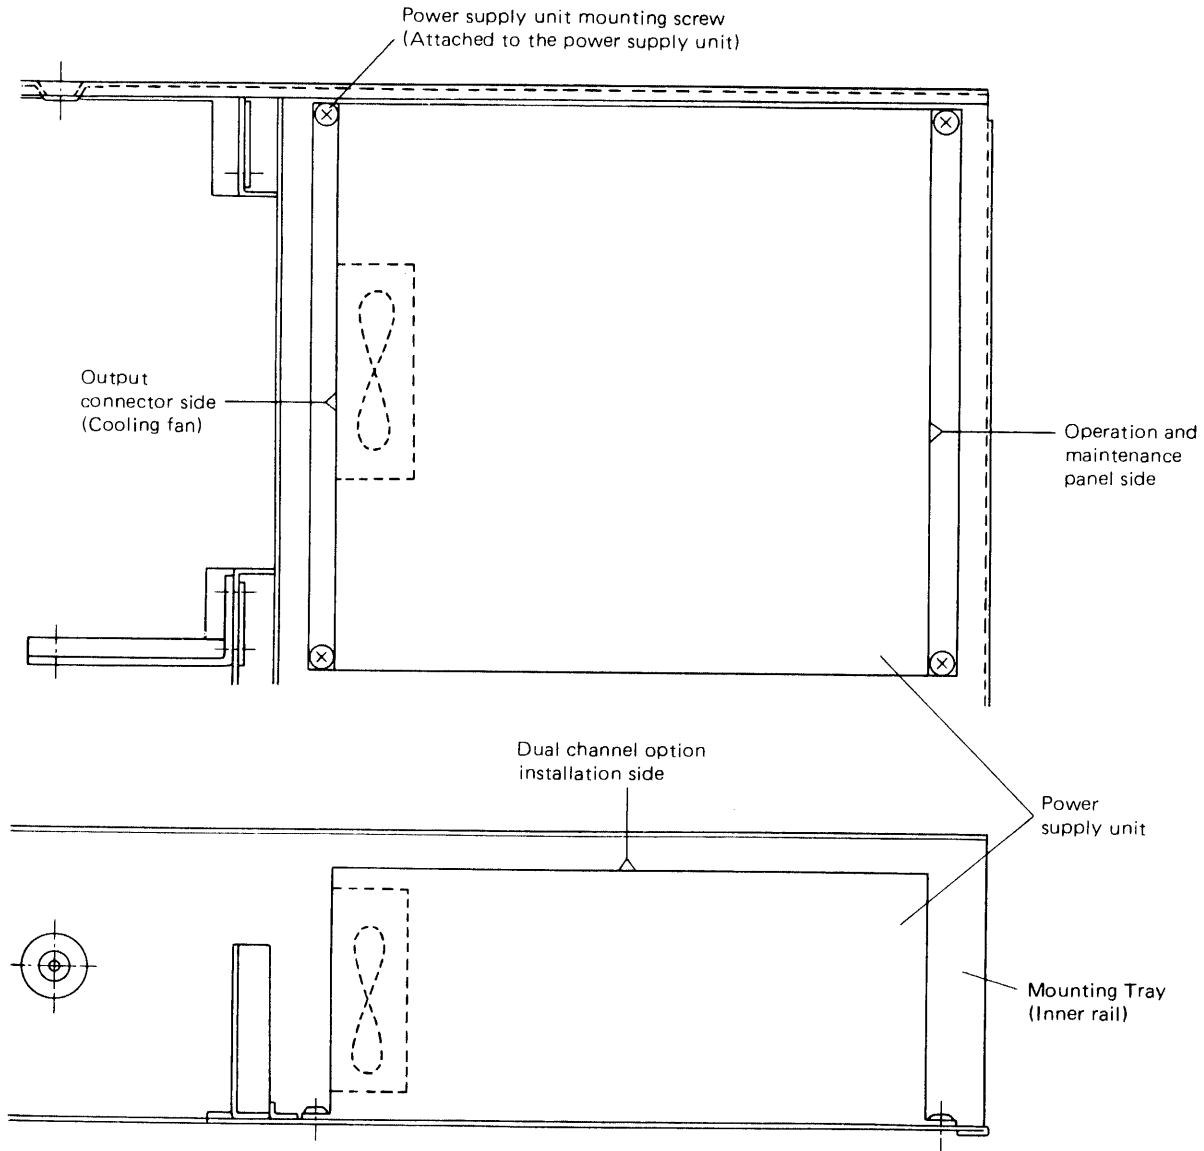 Power supply unit mounting screw
(Attached to the power supply unit)
Output
connector side
(Cooling fan)
Operation and
maintenance
panel side
Dual channel option
installation side
Power
supply unit
Mounting Tray
(Inner rail)